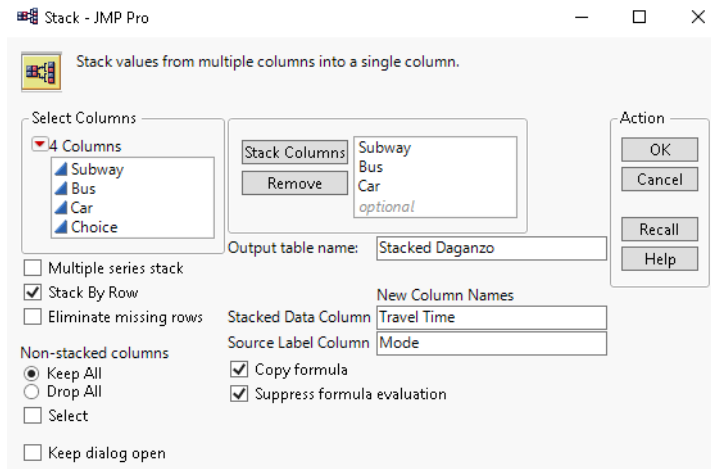 Stack - JMP Pro
Stack values from multiple columns into a single column.
Select Columns
4 Columns
Subway
Bus
Car
Choice
Stack Columns
Remove
Subway
Bus
Car
optional
Action
OK
Cancel
Recall
Help
Output table name: Stacked Daganzo
Multiple series stack
Stack By Row
Eliminate missing rows
New Column Names
Stacked Data Column Travel Time
Source Label Column Mode
Copy formula
Suppress formula evaluation
Non-stacked columns
Keep All
Drop All
Select
Keep dialog open